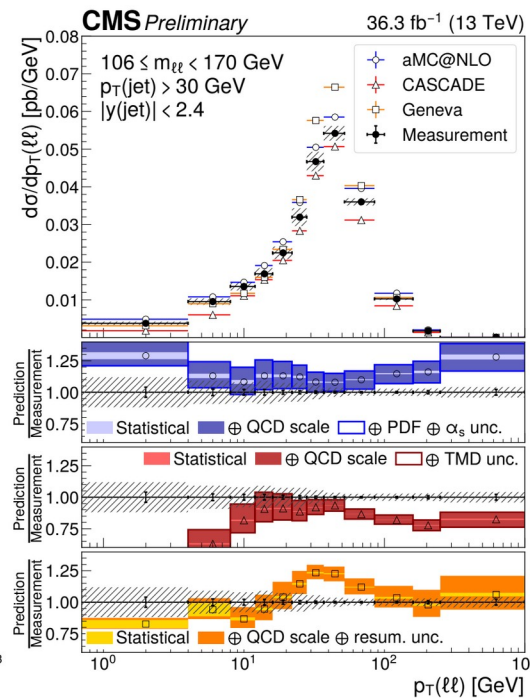 CMS Preliminary 36.3 fb⁻¹ (13 TeV)
dσ/dp_T(ℓℓ) [pb/GeV]
0.08
0.07
0.06
0.05
0.04
0.03
0.02
0.01
106 ≤ m_ℓℓ < 170 GeV
p_T(jet) > 30 GeV
|y(jet)| < 2.4
aMC@NLO
CASCADE
Geneva
Measurement
Prediction
Measurement
1.25
1.00
0.75
Statistical ⊕ QCD scale ⊕ PDF ⊕ α_s unc.
Prediction
Measurement
1.25
1.00
0.75
Statistical ⊕ QCD scale ⊕ TMD unc.
Prediction
Measurement
1.25
1.00
0.75
Statistical ⊕ QCD scale ⊕ resum. unc.
3
10⁰ 10¹ 10² 10³
p_T(ℓℓ) [GeV]